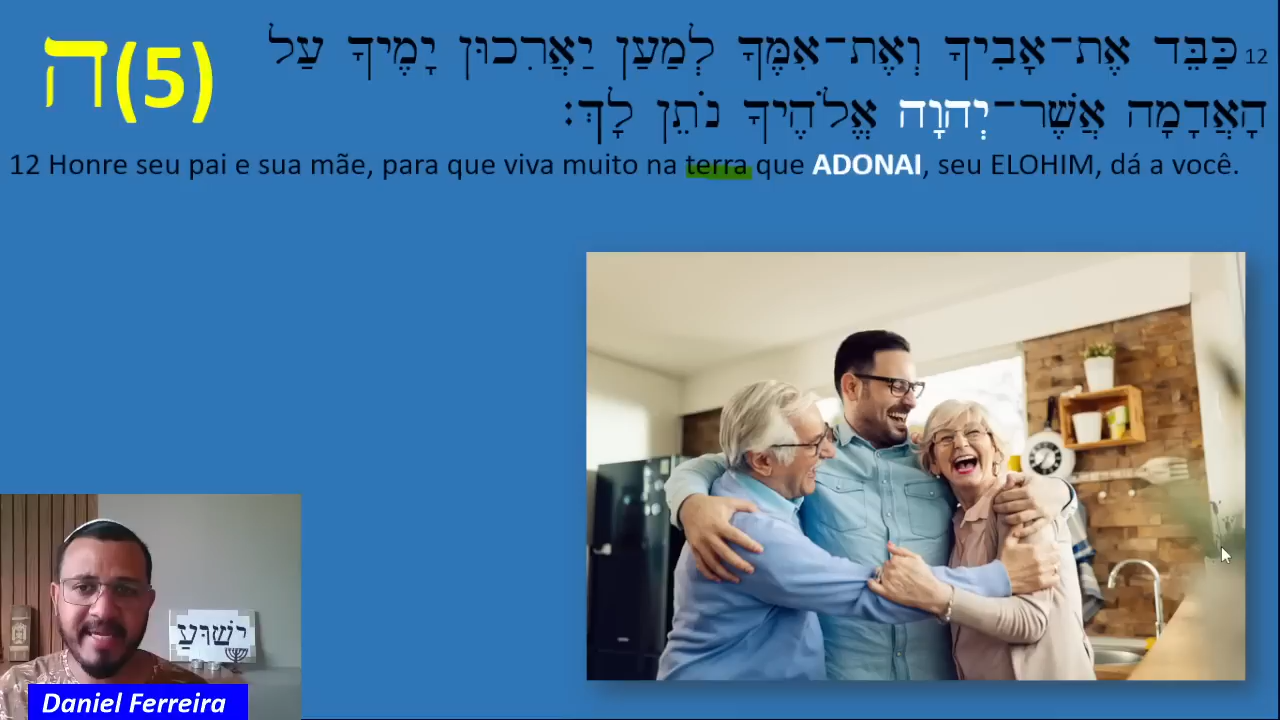 ה(5)
12 כַּבֵּד אֶת־אָבִיךָ וְאֶת־אִמֶּךָ לְמַעַן יַאֲרִכוּן יָמֶיךָ עַל
הָאֲדָמָה אֲשֶׁר־יְהוָה אֱלֹהֶיךָ נֹתֵן לָךְ׃
12 Honre seu pai e sua mãe, para que viva muito na terra que ADONAI, seu ELOHIM, dá a você.
יֵשׁוּעַ
Daniel Ferreira